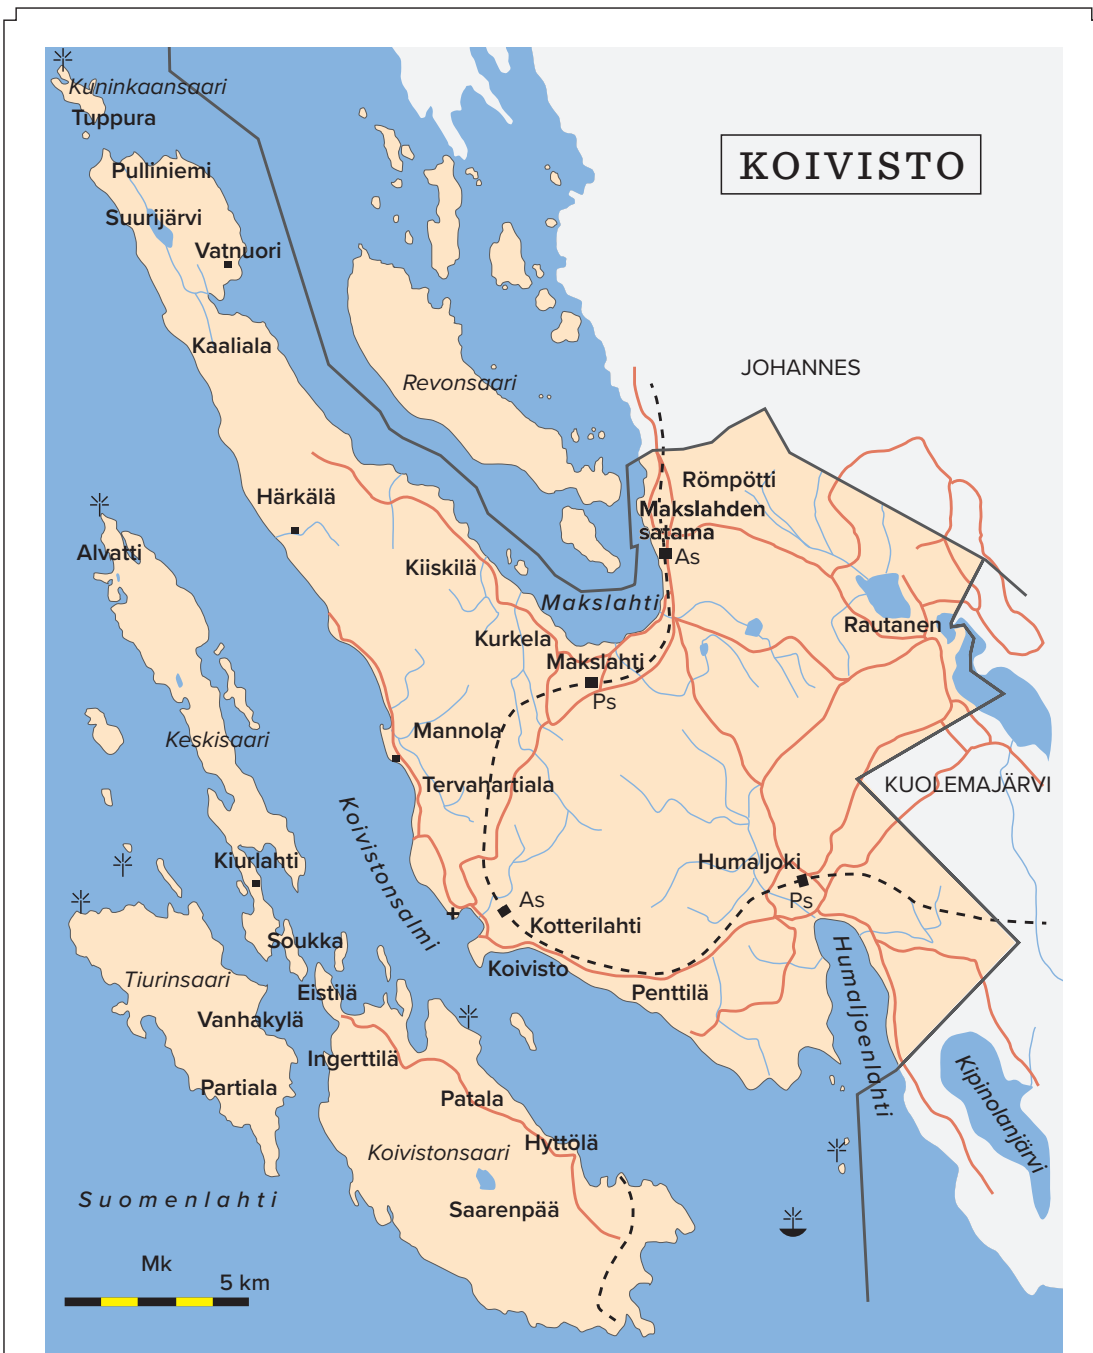 Kuninkaansaari
Tuppura
KOIVISTO
Pulliniemi
Suurijärvi
Vatnuori
Kaaliala
JOHANNES
Revonsaari
Römpötti
Härkälä
Makslahden
satama
As
Alvatti
Kiiskilä
Makslahti
Rautanen
Kurkela
Makslahti
Ps
Mannola
Keskisaari
Tervahartiala
KUOLEMAJÄRVI
Koivistonsalmi
Kiurlahti
Humaljoki
Ps
As
Kotterilahti
Soukka
Koivisto
Tiurinsaari
Eistilä
Penttilä
Humaljoenlahti
Vanhakylä
Ingerttilä
Partiala
Patala
Kipinolanjärvi
Hyttölä
Koivistonsaari
Suomenlahti
Saarenpää
Mk
5 km